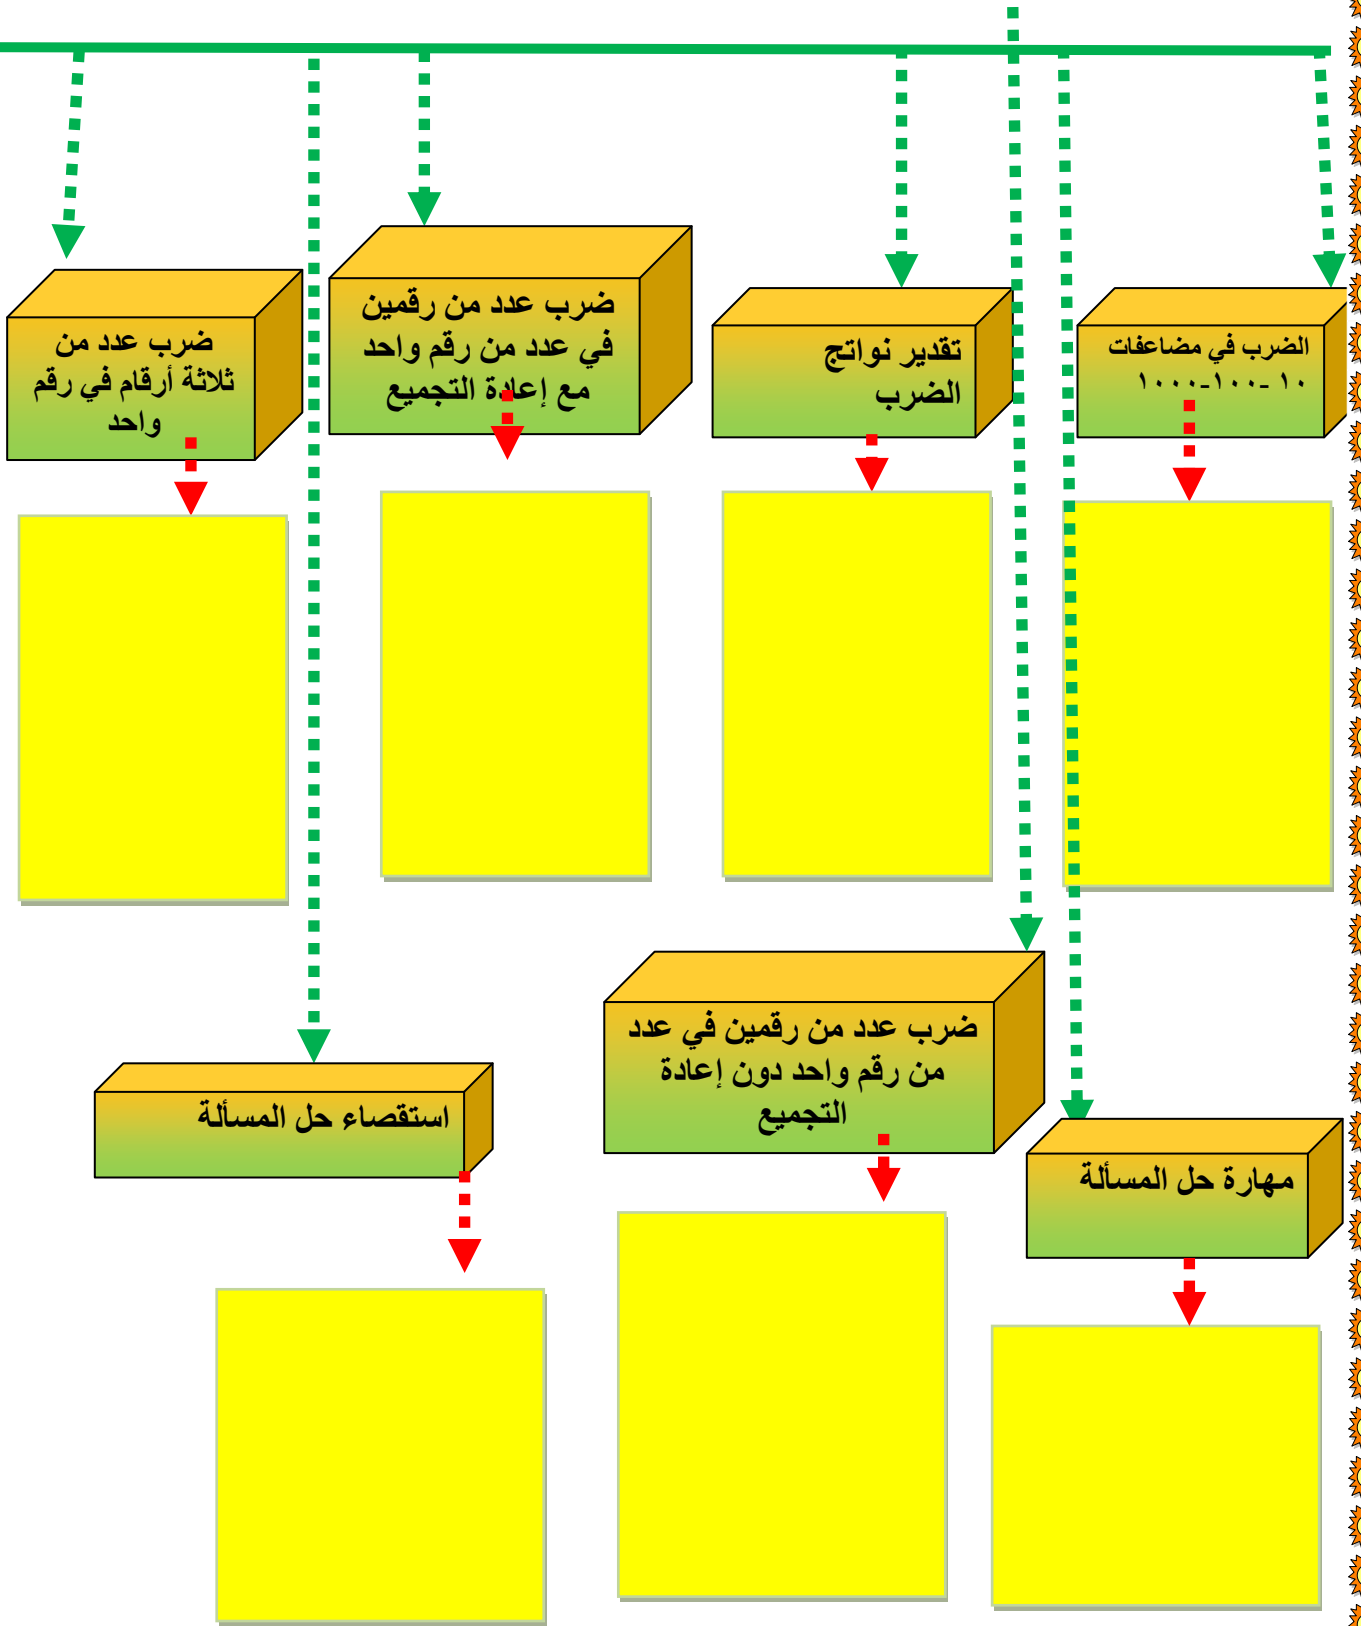 الضرب في مضاعفات
١٠ -١٠٠-١٠٠٠
تقدير نواتج
الضرب
ضرب عدد من رقمين
في عدد من رقم واحد
مع إعادة التجميع
ضرب عدد من
ثلاثة أرقام في رقم
واحد
مهارة حل المسألة
ضرب عدد من رقمين في عدد
من رقم واحد دون إعادة
التجميع
استقصاء حل المسألة